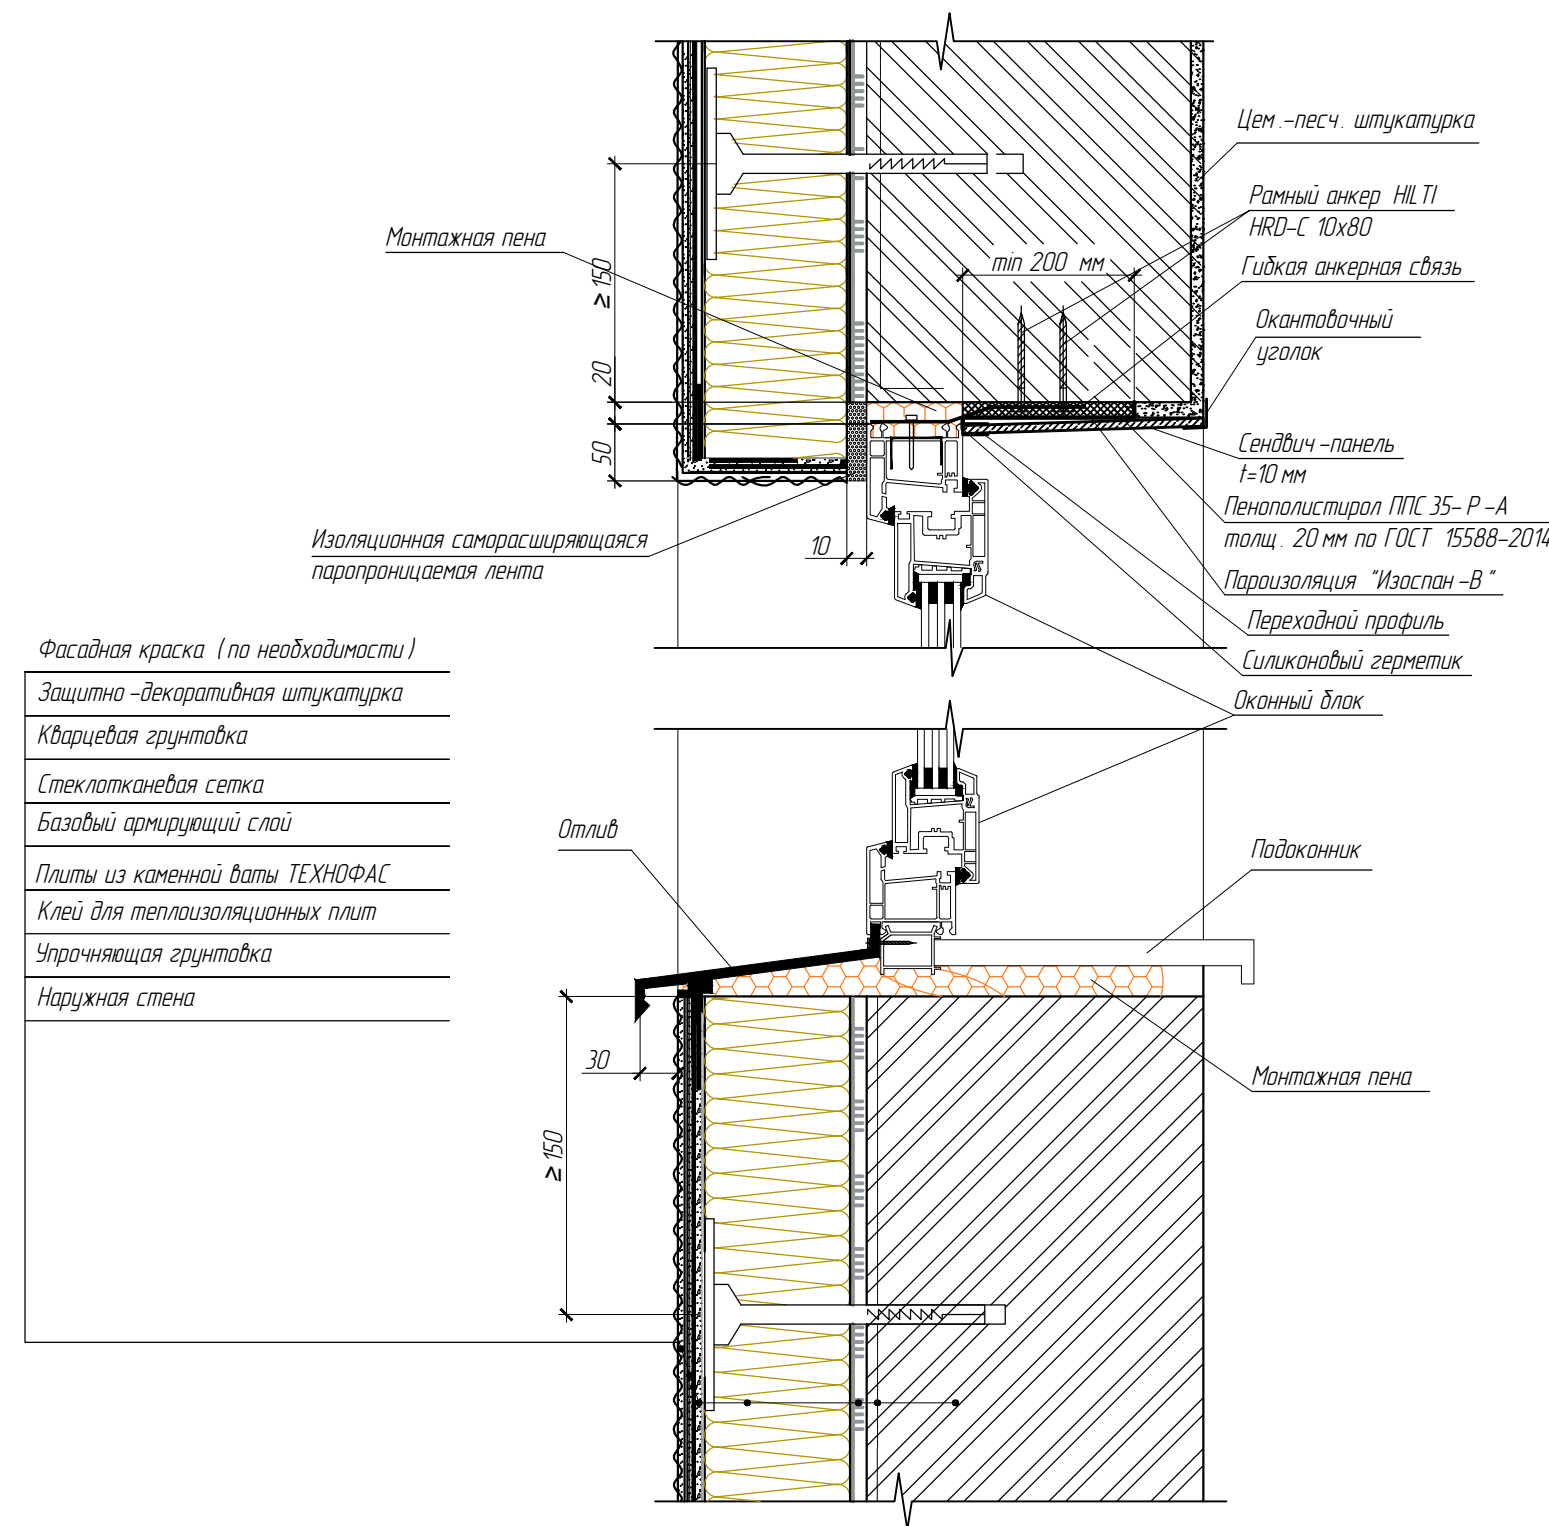 Цем.-песч. штукатурка
Рамный анкер HILTI
HRD-C 10x80
Монтажная пена
min 200 мм
Гибкая анкерная связь
≥150
Окантовочный
уголок
20
50
Сендвич-панель
t=10 мм
Пенополистирол ППС 35-Р-А
толщ. 20 мм по ГОСТ 15588-2014
Изоляционная саморасширяющаяся
паропроницаемая лента
10
Пароизоляция "Изоспан-В"
Переходной профиль
Силиконовый герметик
Оконный блок
Фасадная краска (по необходимости)
Защитно-декоративная штукатурка
Кварцевая грунтовка
Стеклотканевая сетка
Базовый армирующий слой
Плиты из каменной ваты ТЕХНОФАС
Клей для теплоизоляционных плит
Упрочняющая грунтовка
Наружная стена
Отлив
Подоконник
30
Монтажная пена
≥150